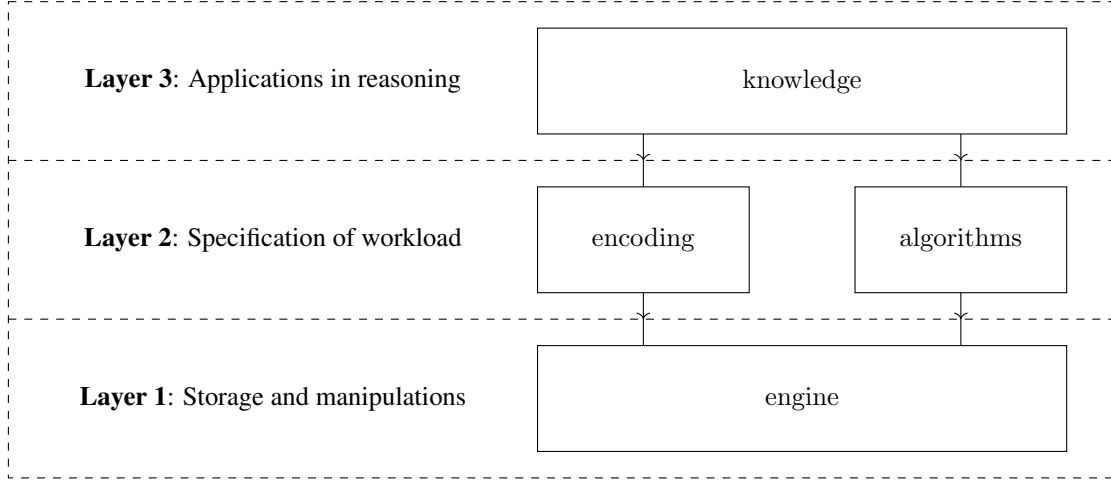 Layer 3: Applications in reasoning
knowledge
Layer 2: Specification of workload
encoding
algorithms
Layer 1: Storage and manipulations
engine